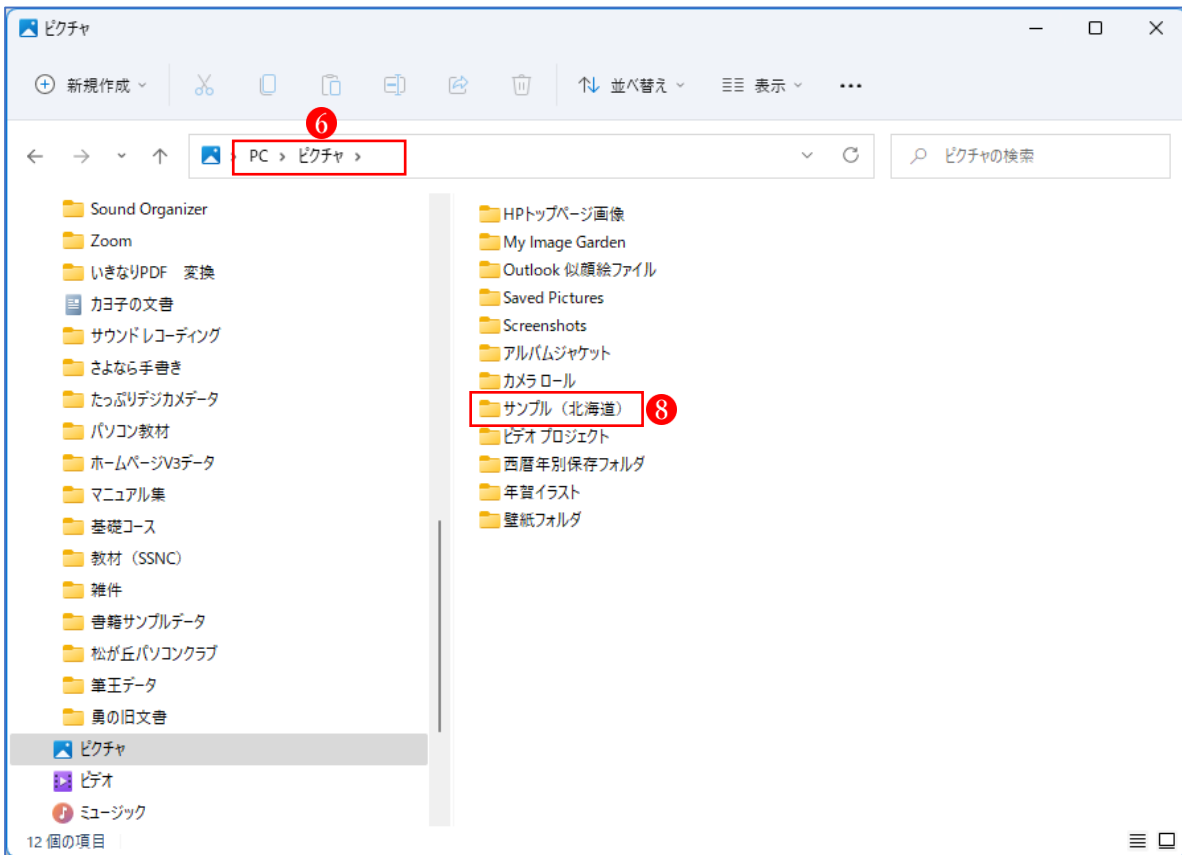 ピクチャ
新規作成 並べ替え 表示
6
PC > ピクチャ > ピクチャの検索
Sound Organizer
Zoom
いきなりPDF　変換
カヨ子の文書
サウンド レコーディング
さよなら手書き
たっぷりデジカメデータ
パソコン教材
ホームページV3データ
マニュアル集
基礎コース
教材（SSNC）
雑件
書籍サンプルデータ
松が丘パソコンクラブ
筆王データ
勇の旧文書
ピクチャ
ビデオ
ミュージック
HPトップページ画像
My Image Garden
Outlook 似顔絵ファイル
Saved Pictures
Screenshots
アルバムジャケット
カメラ ロール
サンプル（北海道） 8
ビデオ プロジェクト
西暦年別保存フォルダ
年賀イラスト
壁紙フォルダ
12 個の項目